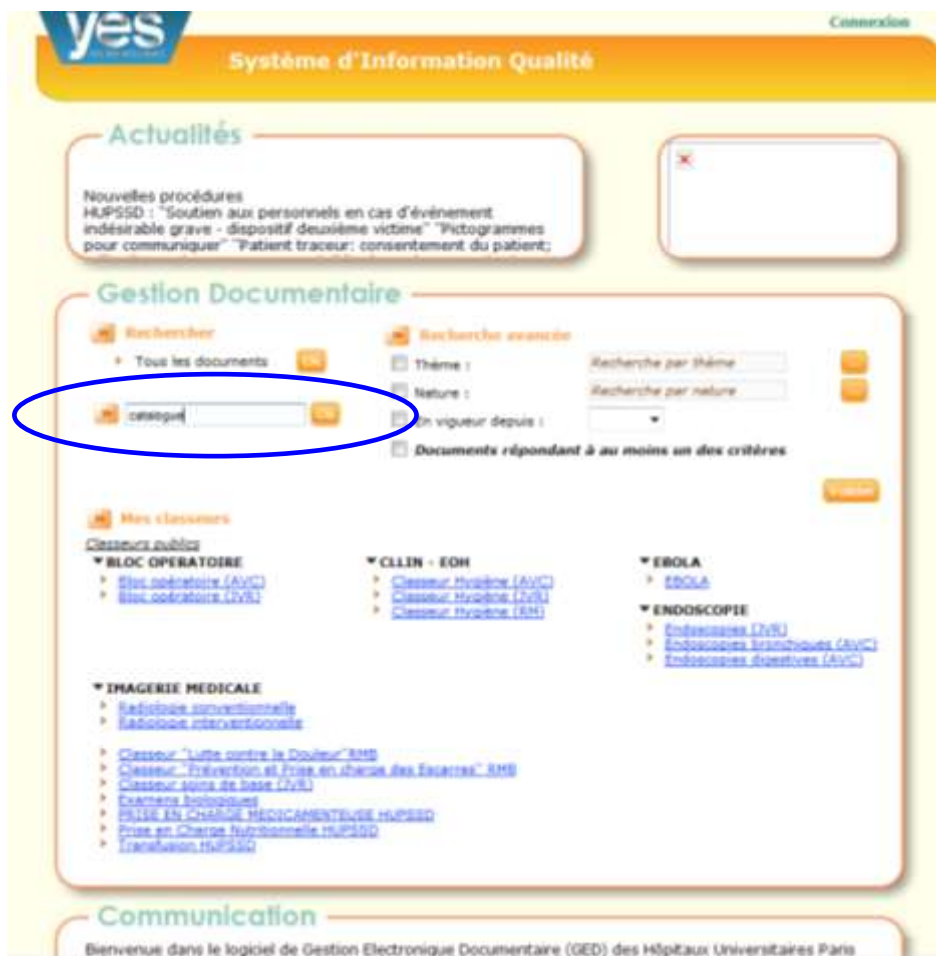 yes
Connexion
Système d'Information Qualité
Actualités
Nouvelles procédures
HUPSSD : "Soutien aux personnels en cas d'événement
indésirable grave - dispositif deuxième victime" "Pictogrammes
pour communiquer" "Patient traceur: consentement du patient;
Gestion Documentaire
Rechercher
Tous les documents OK
catalogue OK
Recherche avancée
Thème : Recherche par thème
Nature : Recherche par nature
En vigueur depuis :
Documents répondant à au moins un des critères
Valider
Mes classeurs
Classeurs publics
BLOC OPERATOIRE
Bloc opératoire (AVC)
Bloc opératoire (JVR)
CLLIN - EOH
Classeur Hygiène (AVC)
Classeur Hygiène (JVR)
Classeur Hygiène (RM)
EBOLA
EBOLA
ENDOSCOPIE
Endoscopies (JVR)
Endoscopies bronchiques (AVC)
Endoscopies digestives (AVC)
IMAGERIE MEDICALE
Radiologie conventionnelle
Radiologie interventionnelle
Classeur "Lutte contre la Douleur"RMB
Classeur "Prévention et Prise en charge des Escarres" RMB
Classeur soins de base (JVR)
Examens biologiques
PRISE EN CHARGE MEDICAMENTEUSE HUPSSD
Prise en Charge Nutritionnelle HUPSSD
Transfusion HUPSSD
Communication
Bienvenue dans le logiciel de Gestion Electronique Documentaire (GED) des Hôpitaux Universitaires Paris